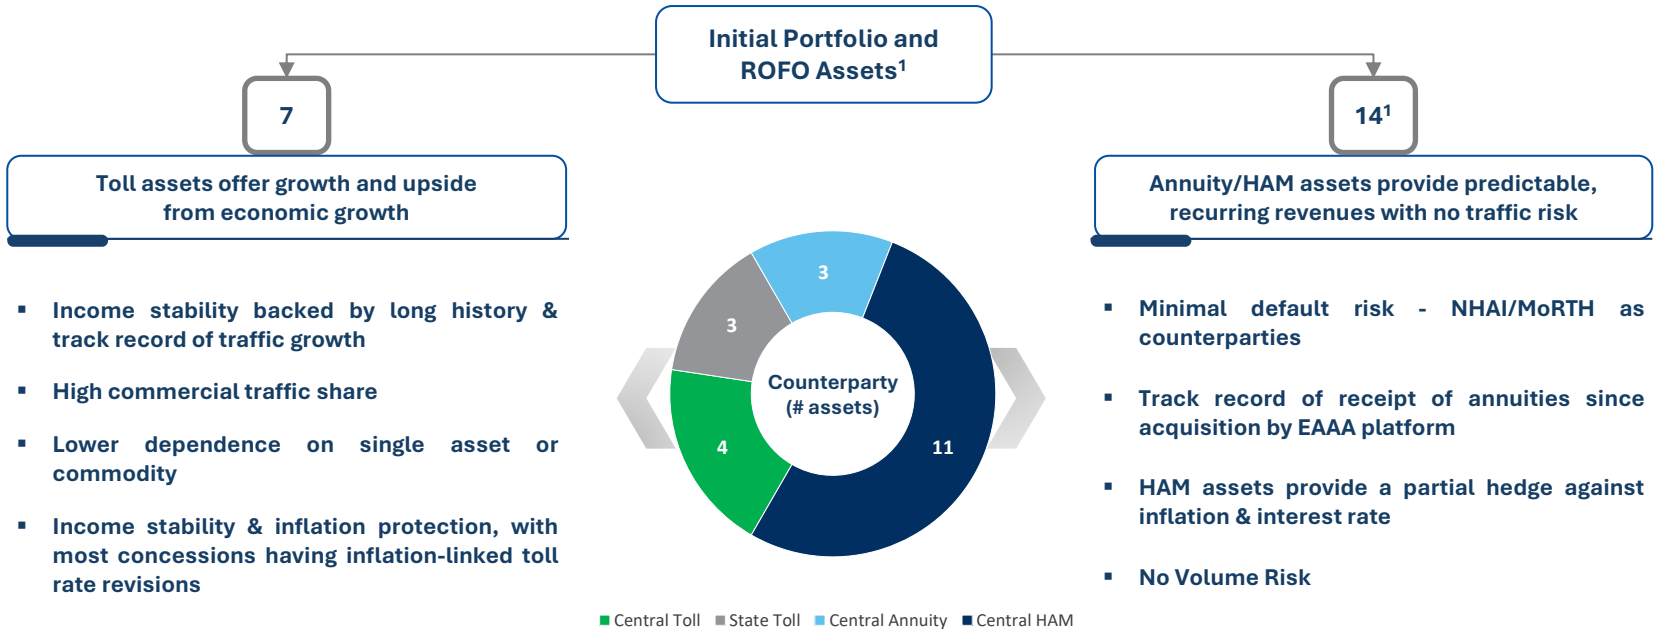 Initial Portfolio and
ROFO Assets¹
7
Toll assets offer growth and upside
from economic growth
▪ Income stability backed by long history &
track record of traffic growth
▪ High commercial traffic share
▪ Lower dependence on single asset or
commodity
▪ Income stability & inflation protection, with
most concessions having inflation-linked toll
rate revisions
3
3
4
11
Counterparty
(# assets)
Central Toll State Toll Central Annuity Central HAM
14¹
Annuity/HAM assets provide predictable,
recurring revenues with no traffic risk
▪ Minimal default risk - NHAI/MoRTH as
counterparties
▪ Track record of receipt of annuities since
acquisition by EAAA platform
▪ HAM assets provide a partial hedge against
inflation & interest rate
▪ No Volume Risk